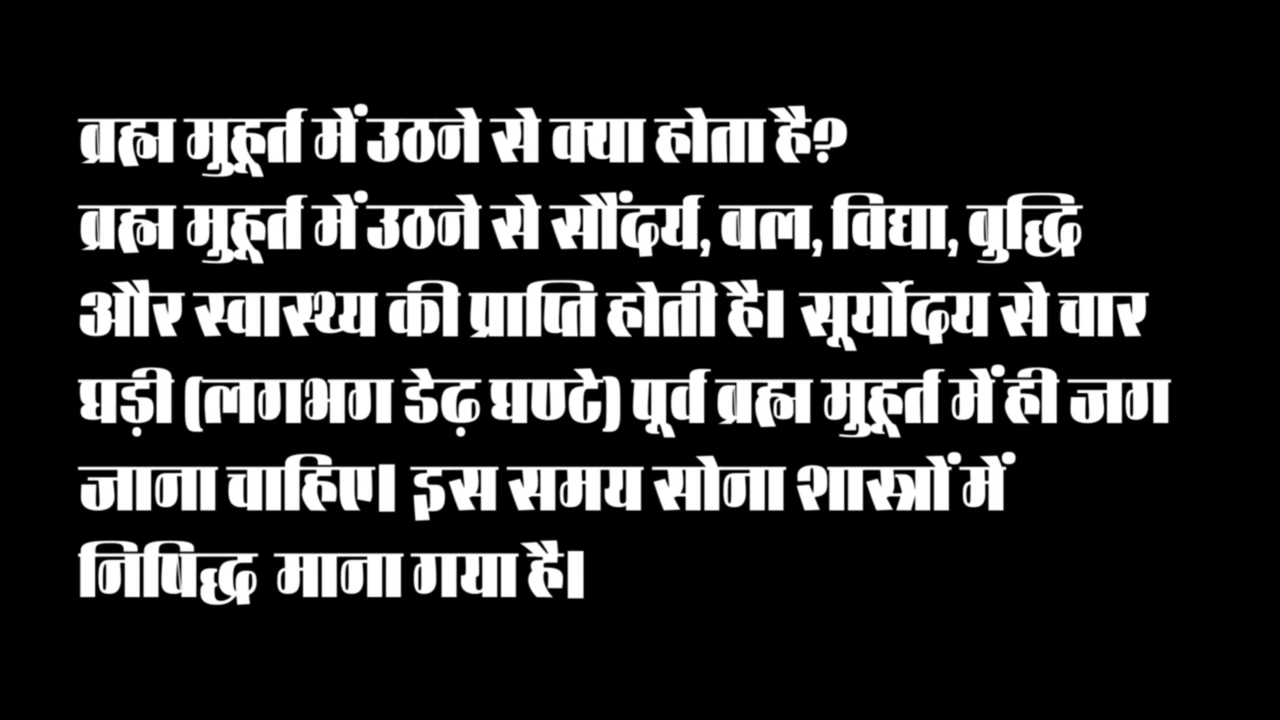 ब्रह्म मुहूर्त में उठने से क्या होता है?
ब्रह्म मुहूर्त में उठने से सौंदर्य, बल, विद्या, बुद्धि
और स्वास्थ्य की प्राप्ति होती है। सूर्योदय से चार
घड़ी (लगभग डेढ़ घण्टे) पूर्व ब्रह्म मुहूर्त में ही जग
जाना चाहिए। इस समय सोना शास्त्रों में
निषिद्ध माना गया है।